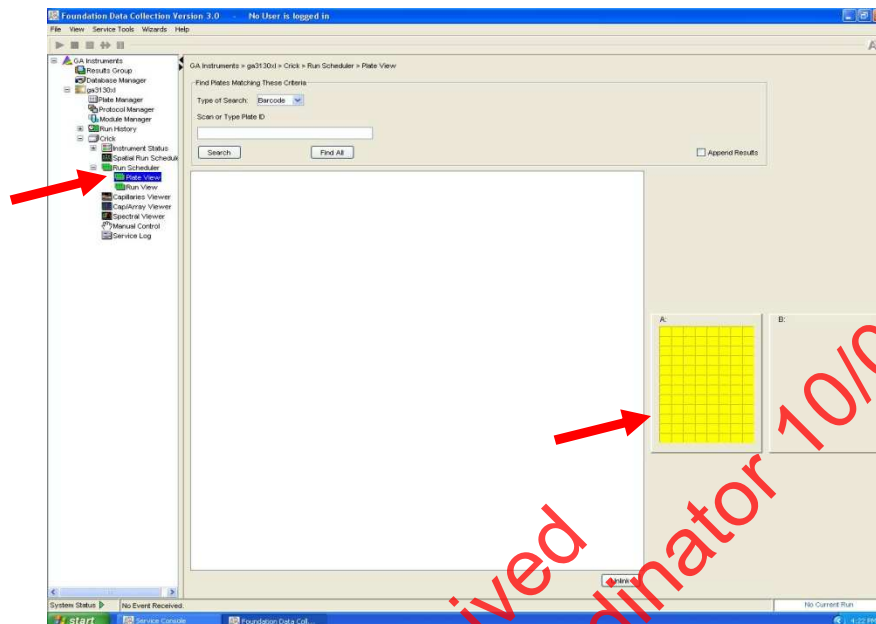 Foundation Data Collection Version 3.0 - No User is logged in
File View Service Tools Wizards Help
GA Instruments
Results Group
Database Manager
ga3130xl
Plate Manager
Protocol Manager
Module Manager
Run History
Crick
Instrument Status
Spatial Run Schedul
Run Scheduler
Plate View
Run View
Capillaries Viewer
Cap/Array Viewer
Spectral Viewer
Manual Control
Service Log
GA Instruments > ga3130xl > Crick > Run Scheduler > Plate View
Find Plates Matching These Criteria
Type of Search: Barcode
Scan or Type Plate ID
Search Find All Append Results
A: B:
System Status No Event Received. No Current Run
start Service Console Foundation Data Coll... 4:22 PM
ived
dinator 10/0